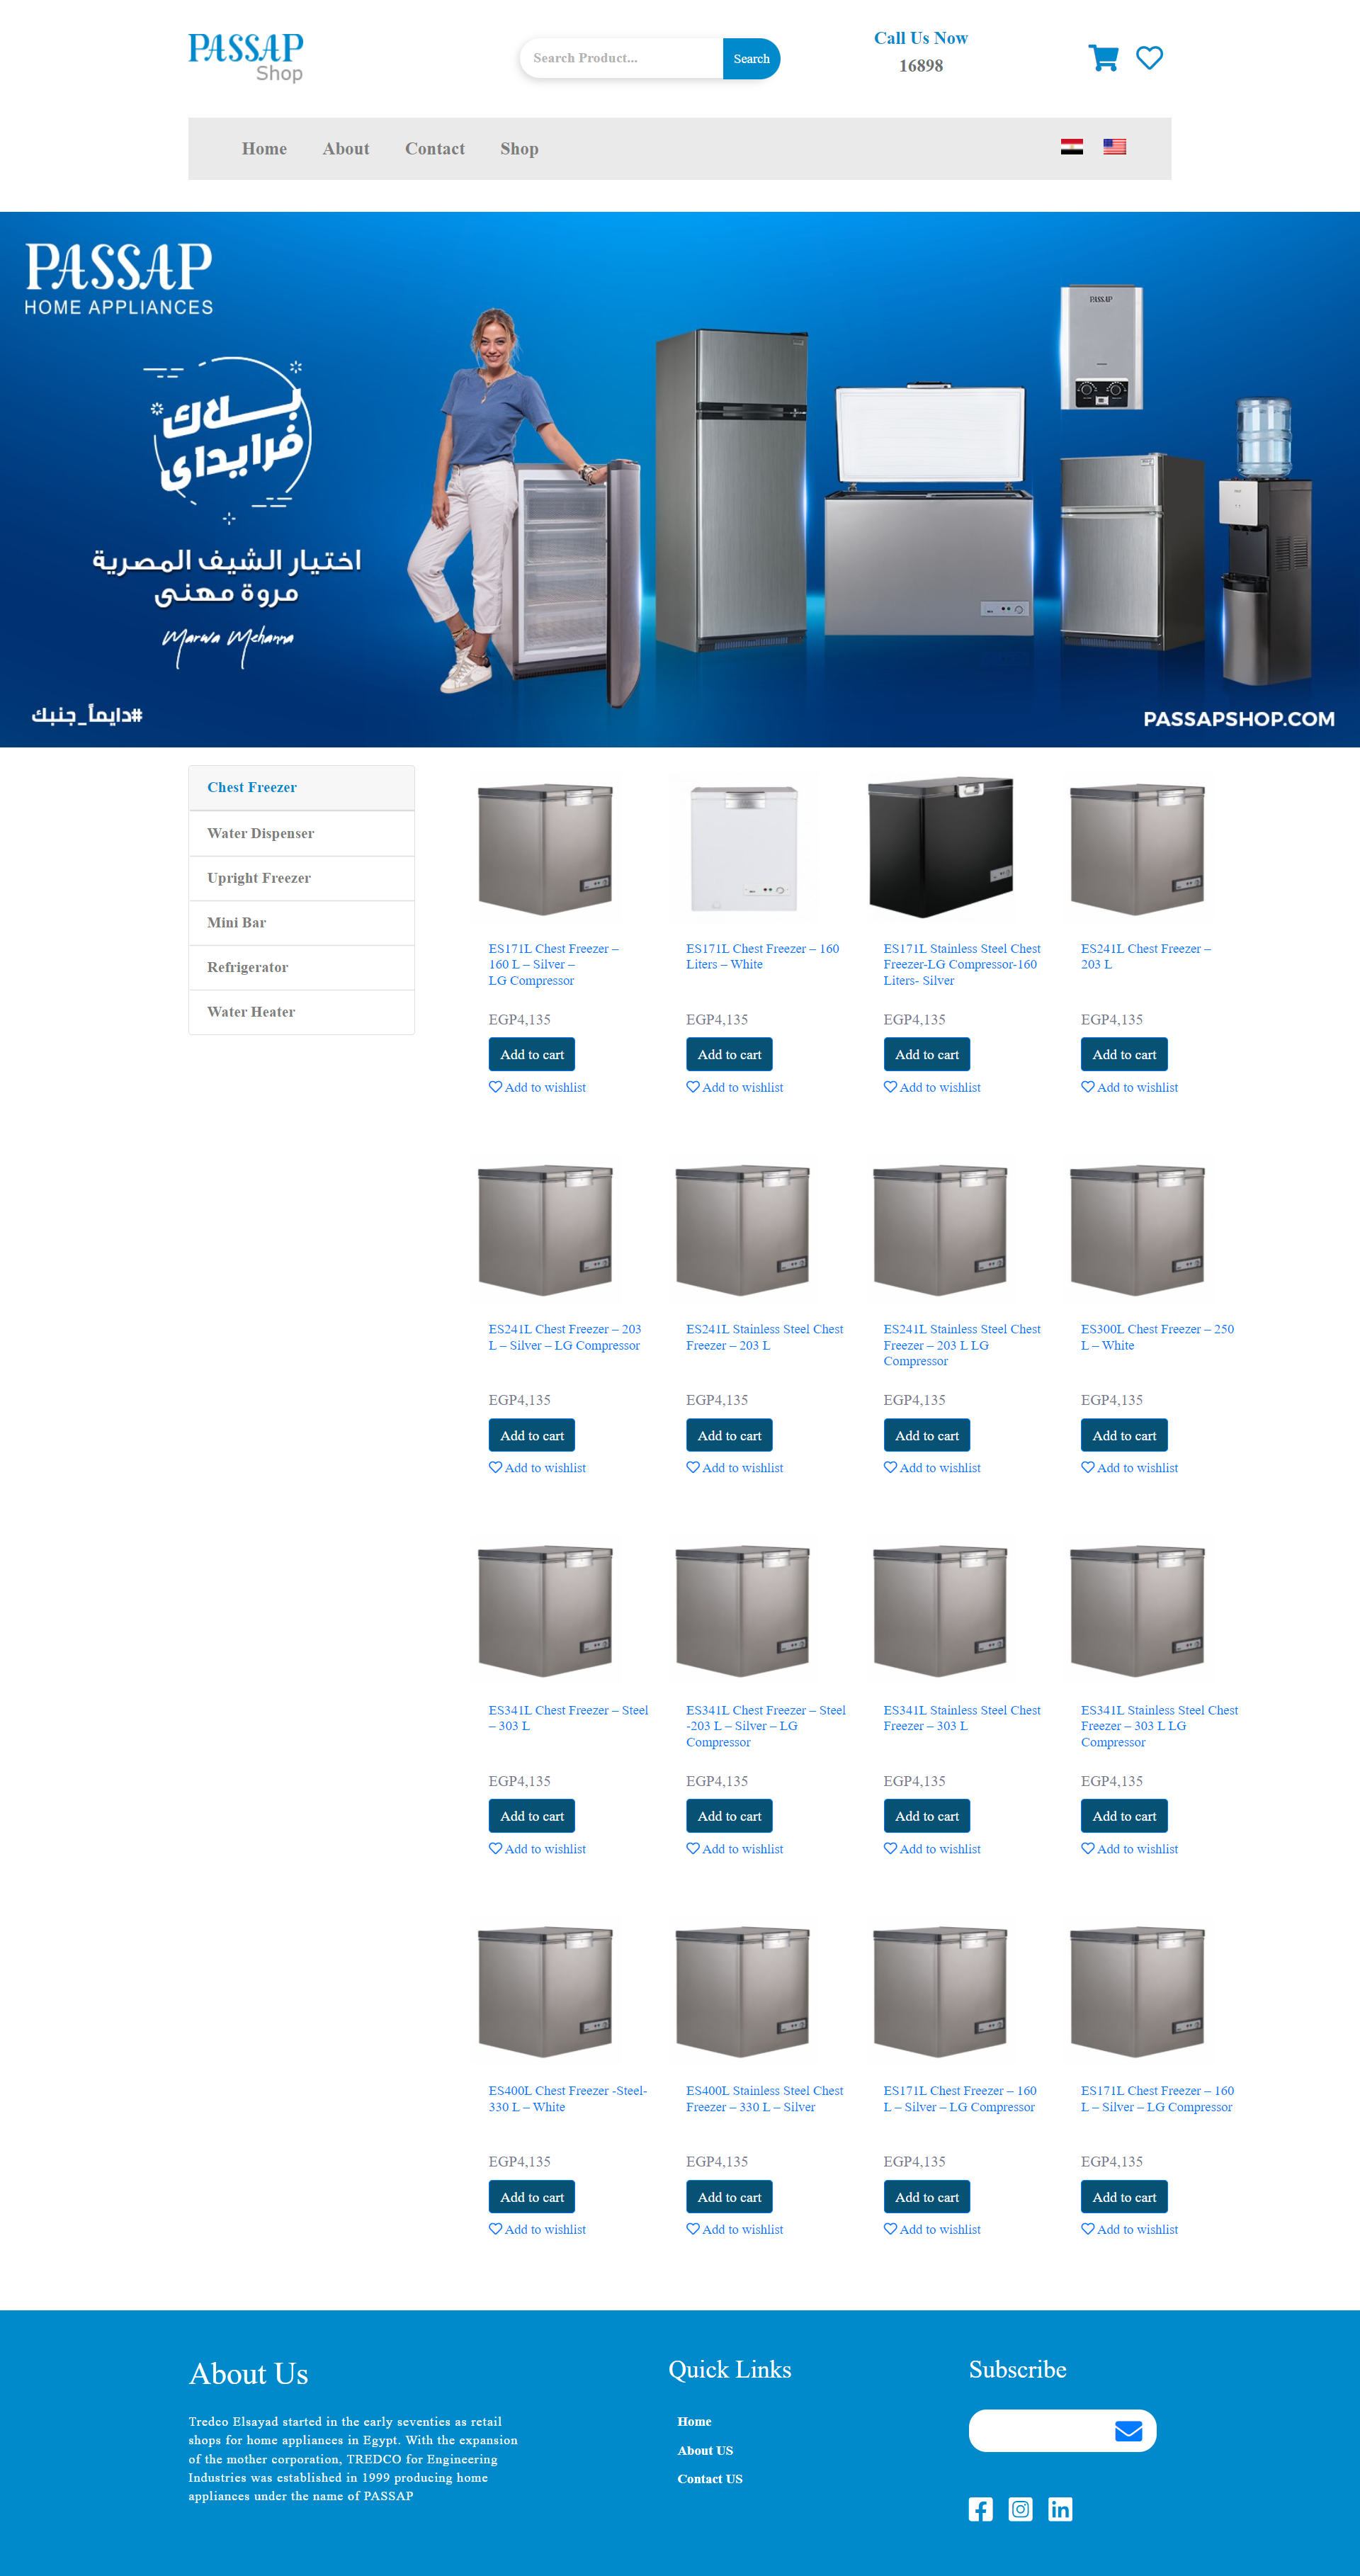 PASSAP
Shop
Search Product...
Search
Call Us Now
16898
Home
About
Contact
Shop
PASSAP
HOME APPLIANCES
بلاك
فرايداي
اختيار الشيف المصرية
مروة مهنى
Marwa Mehanna
#دايماً_جنبك
PASSAP
PASSAPSHOP.COM
Chest Freezer
Water Dispenser
Upright Freezer
Mini Bar
Refrigerator
Water Heater
ES171L Chest Freezer –
160 L – Silver –
LG Compressor
EGP4,135
Add to cart
Add to wishlist
ES171L Chest Freezer – 160
Liters – White
EGP4,135
Add to cart
Add to wishlist
ES171L Stainless Steel Chest
Freezer-LG Compressor-160
Liters- Silver
EGP4,135
Add to cart
Add to wishlist
ES241L Chest Freezer –
203 L
EGP4,135
Add to cart
Add to wishlist
ES241L Chest Freezer – 203
L – Silver – LG Compressor
EGP4,135
Add to cart
Add to wishlist
ES241L Stainless Steel Chest
Freezer – 203 L
EGP4,135
Add to cart
Add to wishlist
ES241L Stainless Steel Chest
Freezer – 203 L LG
Compressor
EGP4,135
Add to cart
Add to wishlist
ES300L Chest Freezer – 250
L – White
EGP4,135
Add to cart
Add to wishlist
ES341L Chest Freezer – Steel
– 303 L
EGP4,135
Add to cart
Add to wishlist
ES341L Chest Freezer – Steel
-203 L – Silver – LG
Compressor
EGP4,135
Add to cart
Add to wishlist
ES341L Stainless Steel Chest
Freezer – 303 L
EGP4,135
Add to cart
Add to wishlist
ES341L Stainless Steel Chest
Freezer – 303 L LG
Compressor
EGP4,135
Add to cart
Add to wishlist
ES400L Chest Freezer -Steel-
330 L – White
EGP4,135
Add to cart
Add to wishlist
ES400L Stainless Steel Chest
Freezer – 330 L – Silver
EGP4,135
Add to cart
Add to wishlist
ES171L Chest Freezer – 160
L – Silver – LG Compressor
EGP4,135
Add to cart
Add to wishlist
ES171L Chest Freezer – 160
L – Silver – LG Compressor
EGP4,135
Add to cart
Add to wishlist
About Us
Tredco Elsayad started in the early seventies as retail
shops for home appliances in Egypt. With the expansion
of the mother corporation, TREDCO for Engineering
Industries was established in 1999 producing home
appliances under the name of PASSAP
Quick Links
Home
About US
Contact US
Subscribe